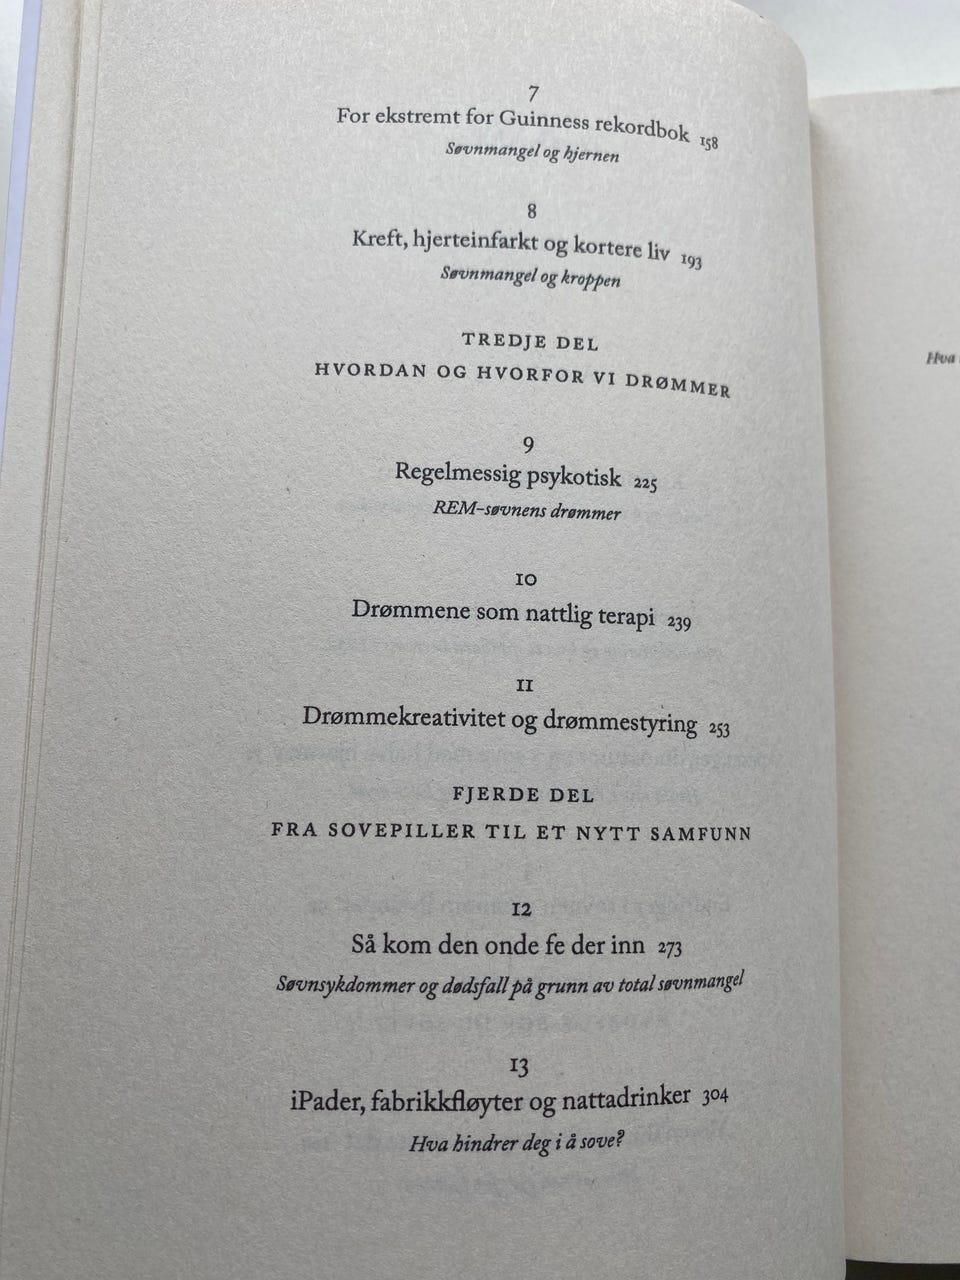 7
For ekstremt for Guinness rekordbok 158
Søvnmangel og hjernen
8
Kreft, hjerteinfarkt og kortere liv 193
Søvnmangel og kroppen
TREDJE DEL
HVORDAN OG HVORFOR VI DRØMMER
9
Regelmessig psykotisk 225
REM-søvnens drømmer
10
Drømmene som nattlig terapi 239
11
Drømmekreativitet og drømmestyring 253
FJERDE DEL
FRA SOVEPILLER TIL ET NYTT SAMFUNN
12
Så kom den onde fe der inn 273
Søvnsykdommer og dødsfall på grunn av total søvnmangel
13
iPader, fabrikkfløyter og nattadrinker 304
Hva hindrer deg i å sove?
Hva